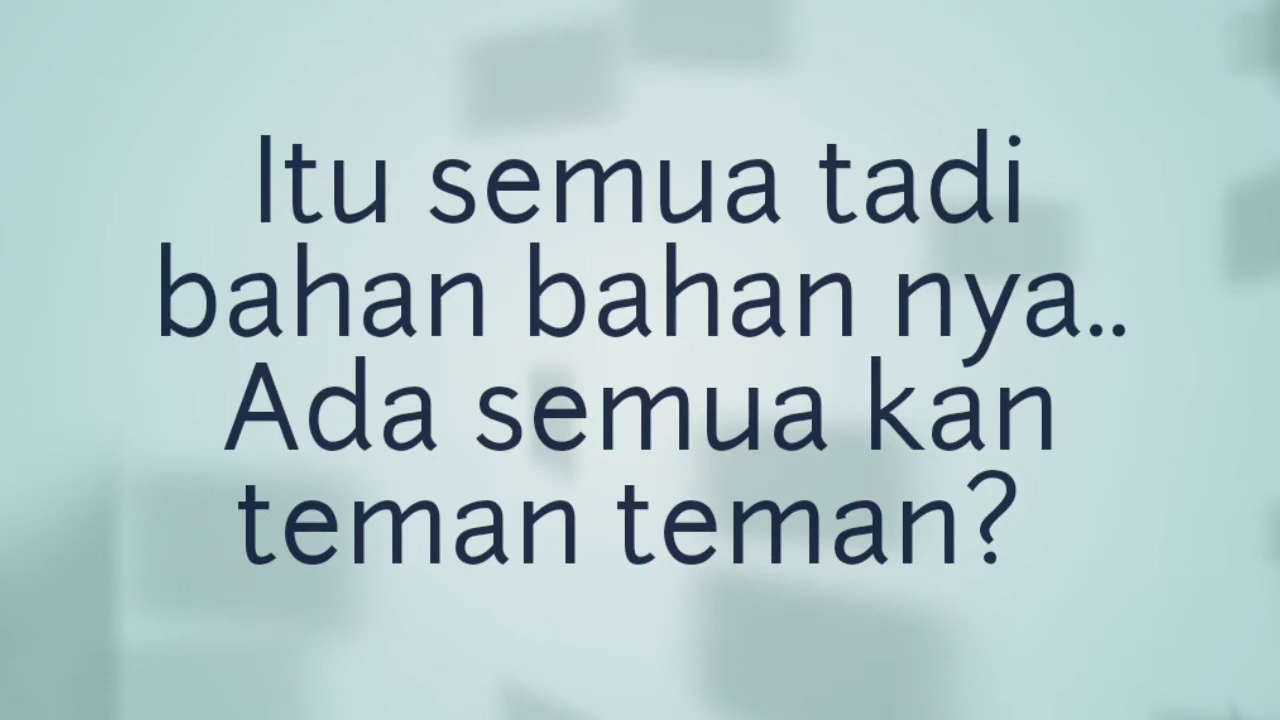 Itu semua tadi
bahan bahan nya..
Ada semua kan
teman teman?